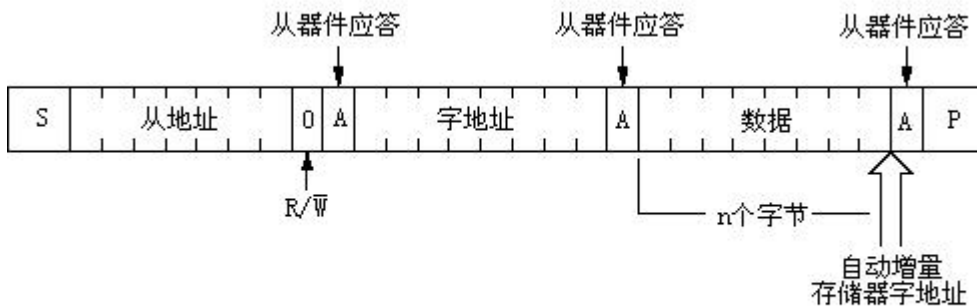 从器件应答 从器件应答 从器件应答
S 从地址 0 A 字地址 A 数据 A P
R/W̅
n个字节
自动增量
存储器字地址